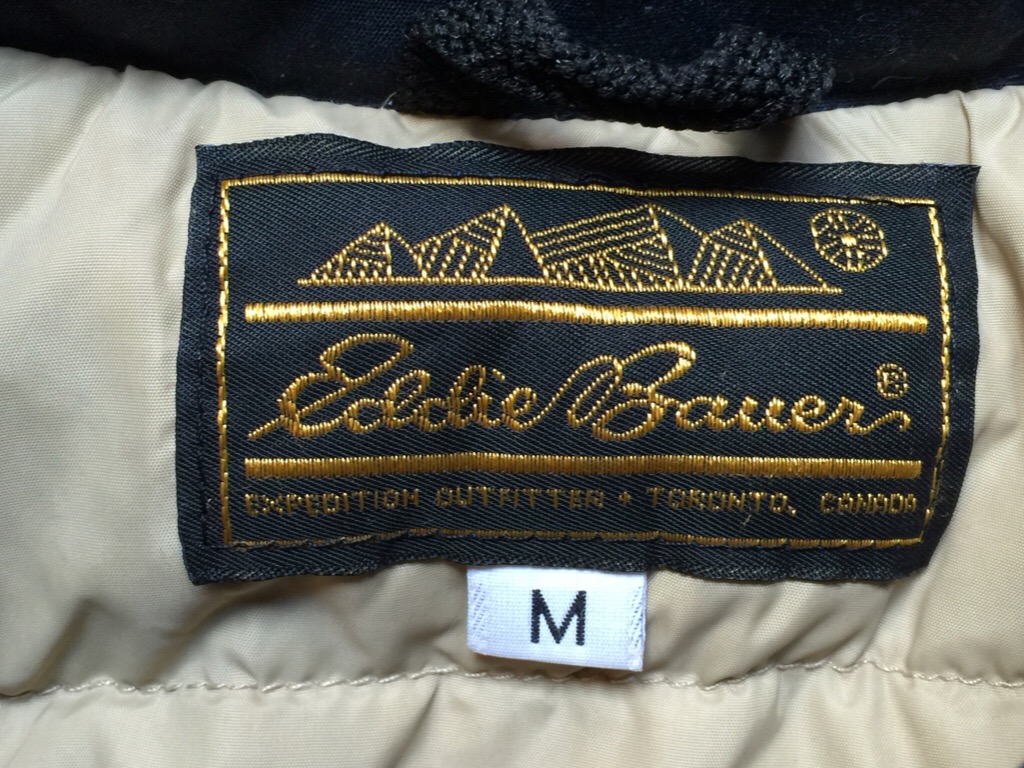 Eddie Bauer®
EXPEDITION OUTFITTER • TORONTO, CANADA
M